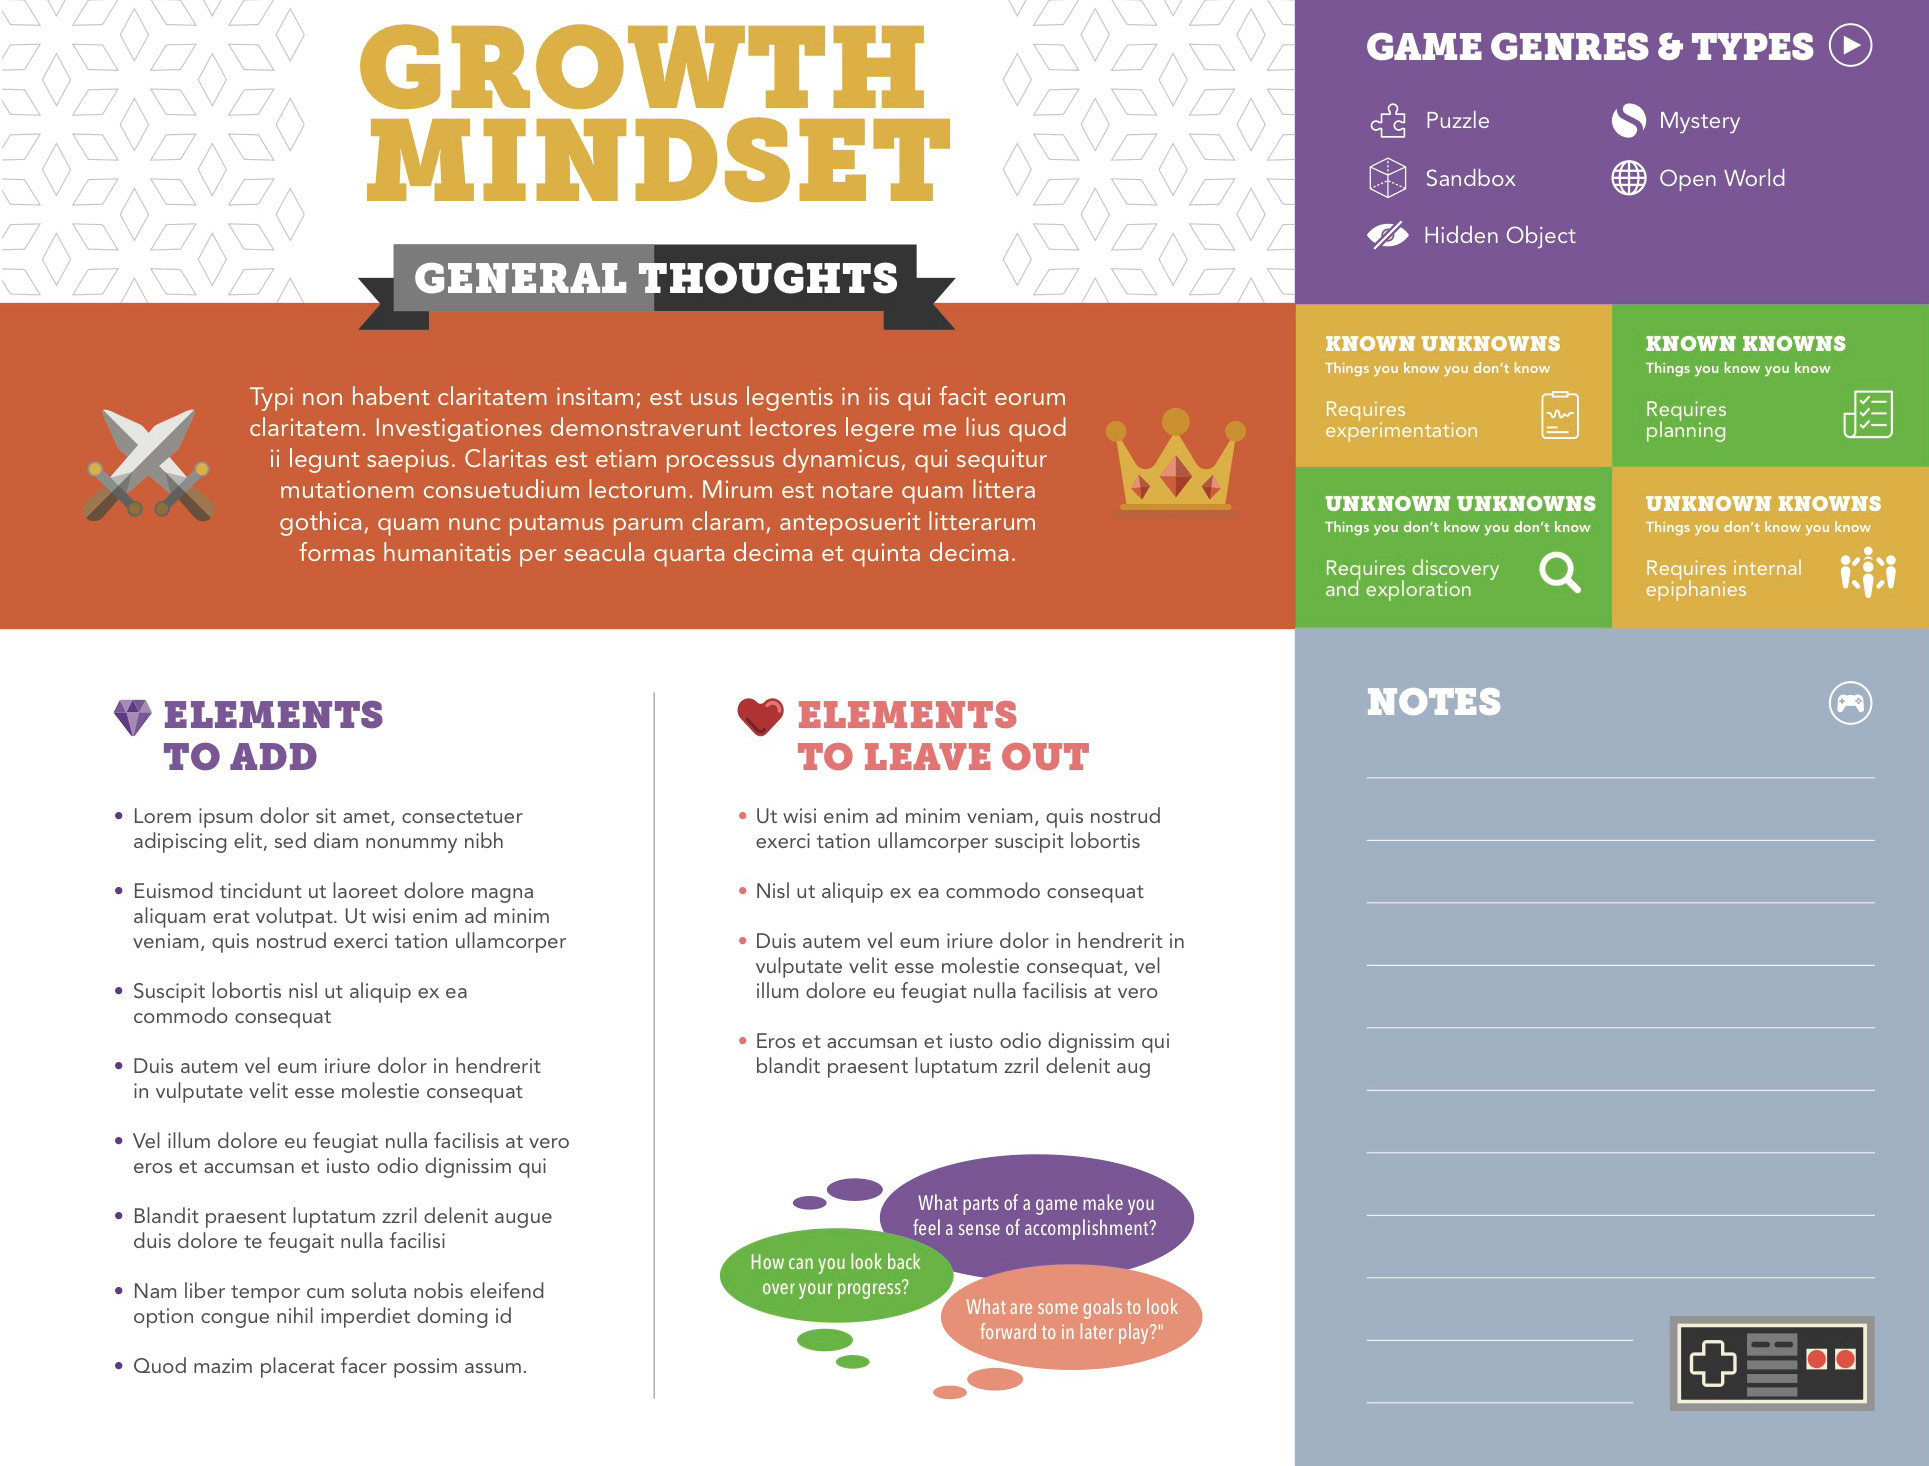 GROWTH
MINDSET
GENERAL THOUGHTS
Typi non habent claritatem insitam; est usus legentis in iis qui facit eorum
claritatem. Investigationes demonstraverunt lectores legere me lius quod
ii legunt saepius. Claritas est etiam processus dynamicus, qui sequitur
mutationem consuetudium lectorum. Mirum est notare quam littera
gothica, quam nunc putamus parum claram, anteposuerit litterarum
formas humanitatis per seacula quarta decima et quinta decima.
ELEMENTS
TO ADD
• Lorem ipsum dolor sit amet, consectetuer
adipiscing elit, sed diam nonummy nibh
• Euismod tincidunt ut laoreet dolore magna
aliquam erat volutpat. Ut wisi enim ad minim
veniam, quis nostrud exerci tation ullamcorper
• Suscipit lobortis nisl ut aliquip ex ea
commodo consequat
• Duis autem vel eum iriure dolor in hendrerit
in vulputate velit esse molestie consequat
• Vel illum dolore eu feugiat nulla facilisis at vero
eros et accumsan et iusto odio dignissim qui
• Blandit praesent luptatum zzril delenit augue
duis dolore te feugait nulla facilisi
• Nam liber tempor cum soluta nobis eleifend
option congue nihil imperdiet doming id
• Quod mazim placerat facer possim assum.
ELEMENTS
TO LEAVE OUT
• Ut wisi enim ad minim veniam, quis nostrud
exerci tation ullamcorper suscipit lobortis
• Nisl ut aliquip ex ea commodo consequat
• Duis autem vel eum iriure dolor in hendrerit in
vulputate velit esse molestie consequat, vel
illum dolore eu feugiat nulla facilisis at vero
• Eros et accumsan et iusto odio dignissim qui
blandit praesent luptatum zzril delenit aug
What parts of a game make you
feel a sense of accomplishment?
How can you look back
over your progress?
What are some goals to look
forward to in later play?"
GAME GENRES & TYPES
Puzzle
Mystery
Sandbox
Open World
Hidden Object
KNOWN UNKNOWNS
Things you know you don't know
Requires
experimentation
KNOWN KNOWNS
Things you know you know
Requires
planning
UNKNOWN UNKNOWNS
Things you don't know you don't know
Requires discovery
and exploration
UNKNOWN KNOWNS
Things you don't know you know
Requires internal
epiphanies
NOTES